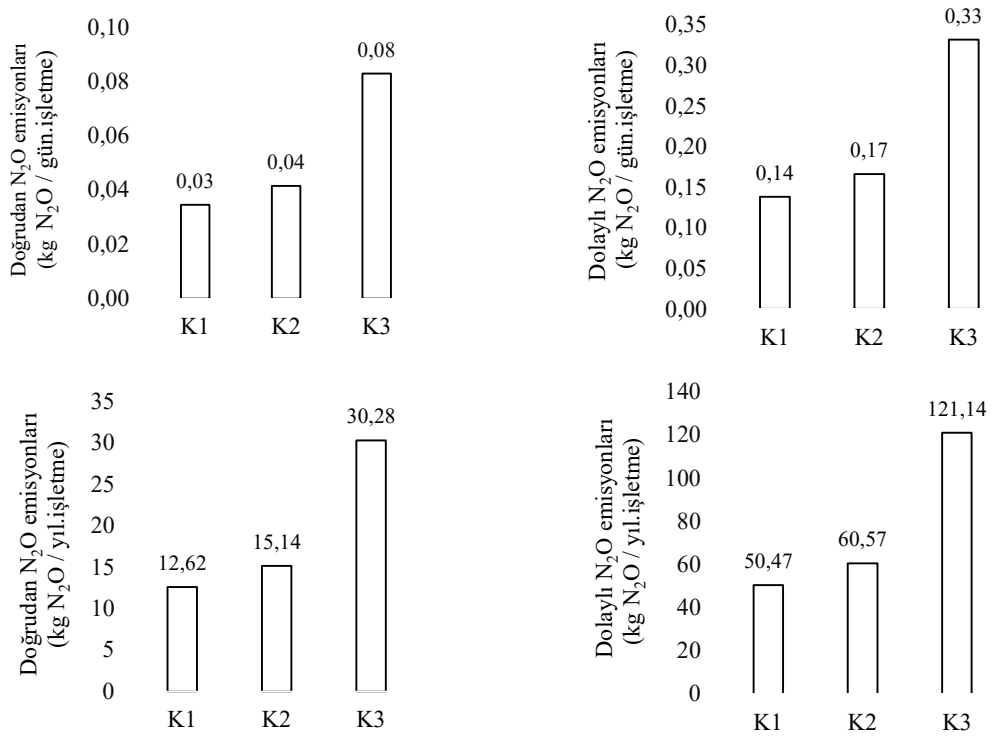 Doğrudan N₂O emisyonları
(kg N₂O / gün.işletme)
0,10
0,08
0,06
0,04
0,02
0,00
0,03
0,04
0,08
K1
K2
K3
Dolaylı N₂O emisyonları
(kg N₂O / gün.işletme)
0,35
0,35
0,25
0,20
0,15
0,10
0,05
0,00
0,14
0,17
0,33
K1
K2
K3
Doğrudan N₂O emisyonları
(kg N₂O / yıl.işletme)
35
30
25
20
15
10
5
0
12,62
15,14
30,28
K1
K2
K3
Dolaylı N₂O emisyonları
(kg N₂O / yıl.işletme)
140
120
100
80
60
40
20
0
50,47
60,57
121,14
K1
K2
K3